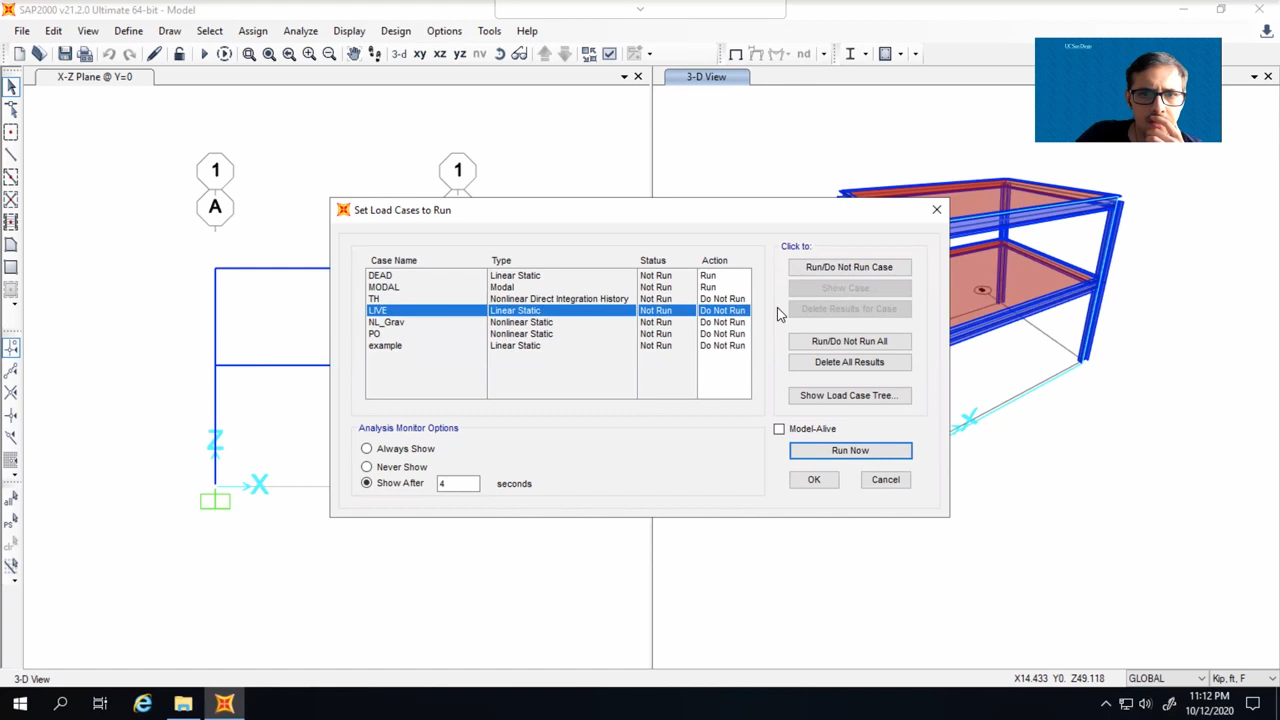 SAP2000 v21.2.0 Ultimate 64-bit - Model
File Edit View Define Draw Select Assign Analyze Display Design Options Tools Help
3-d xy xz yz nv nd
X-Z Plane @ Y=0
3-D View
UC San Diego
1
1
A
Set Load Cases to Run
Case Name Type Status Action
DEAD Linear Static Not Run Run
MODAL Modal Not Run Run
TH Nonlinear Direct Integration History Not Run Do Not Run
LIVE Linear Static Not Run Do Not Run
NL_Grav Nonlinear Static Not Run Do Not Run
PO Nonlinear Static Not Run Do Not Run
example Linear Static Not Run Do Not Run
Click to:
Run/Do Not Run Case
Show Case...
Delete Results for Case
Run/Do Not Run All
Delete All Results
Show Load Case Tree...
Analysis Monitor Options
Always Show
Never Show
Show After 4 seconds
Model-Alive
Run Now
OK Cancel
Z
X
X
all
PS
clr
3-D View
X14.433 Y0. Z49.118 GLOBAL Kip, ft, F
11:12 PM
10/12/2020